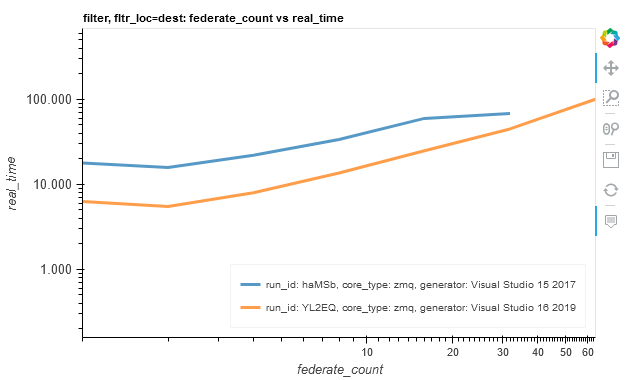 filter, fltr_loc=dest: federate_count vs real_time
100.000
10.000
1.000
real_time
run_id: haMSb, core_type: zmq, generator: Visual Studio 15 2017
run_id: YL2EQ, core_type: zmq, generator: Visual Studio 16 2019
10 20 30 40 50 60
federate_count